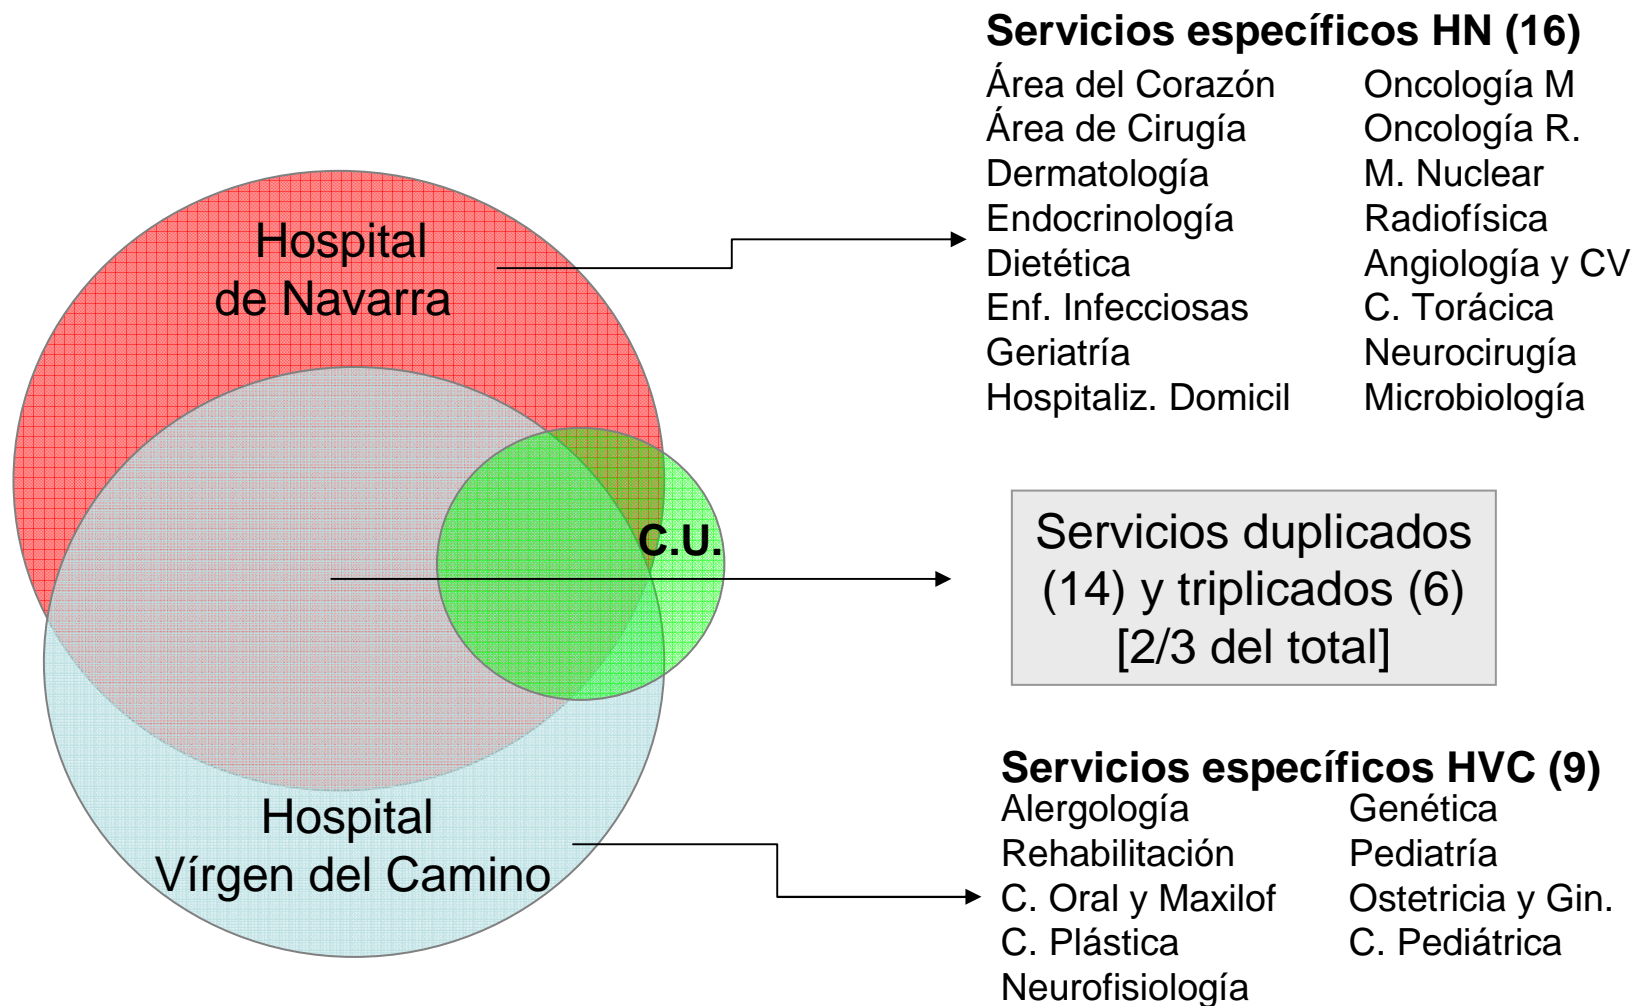 Servicios específicos HN (16)
Área del Corazón
Área de Cirugía
Dermatología
Endocrinología
Dietética
Enf. Infecciosas
Geriatría
Hospitaliz. Domicil
Oncología M
Oncología R.
M. Nuclear
Radiofísica
Angiología y CV
C. Torácica
Neurocirugía
Microbiología
Hospital
de Navarra
C.U.
Servicios duplicados
(14) y triplicados (6)
[2/3 del total]
Hospital
Vírgen del Camino
Servicios específicos HVC (9)
Alergología
Rehabilitación
C. Oral y Maxilof
C. Plástica
Neurofisiología
Genética
Pediatría
Ostetricia y Gin.
C. Pediátrica